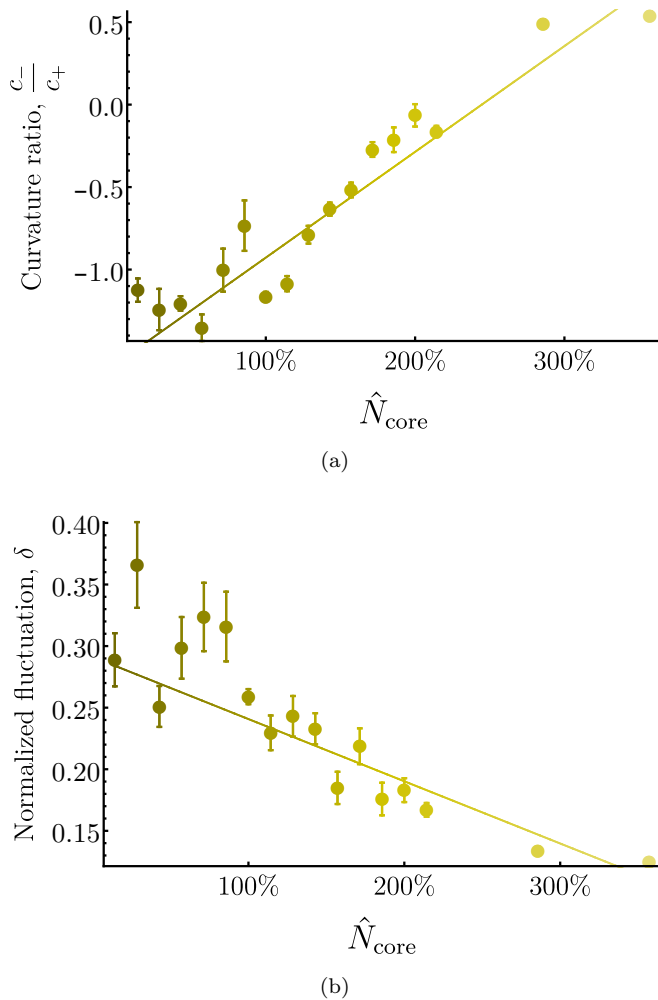 0.5
0.0
−0.5
−1.0
Curvature ratio, c₋/c₊
100% 200% 300%
N̂core
(a)
0.40
0.35
0.30
0.25
0.20
0.15
Normalized fluctuation, δ
100% 200% 300%
N̂core
(b)